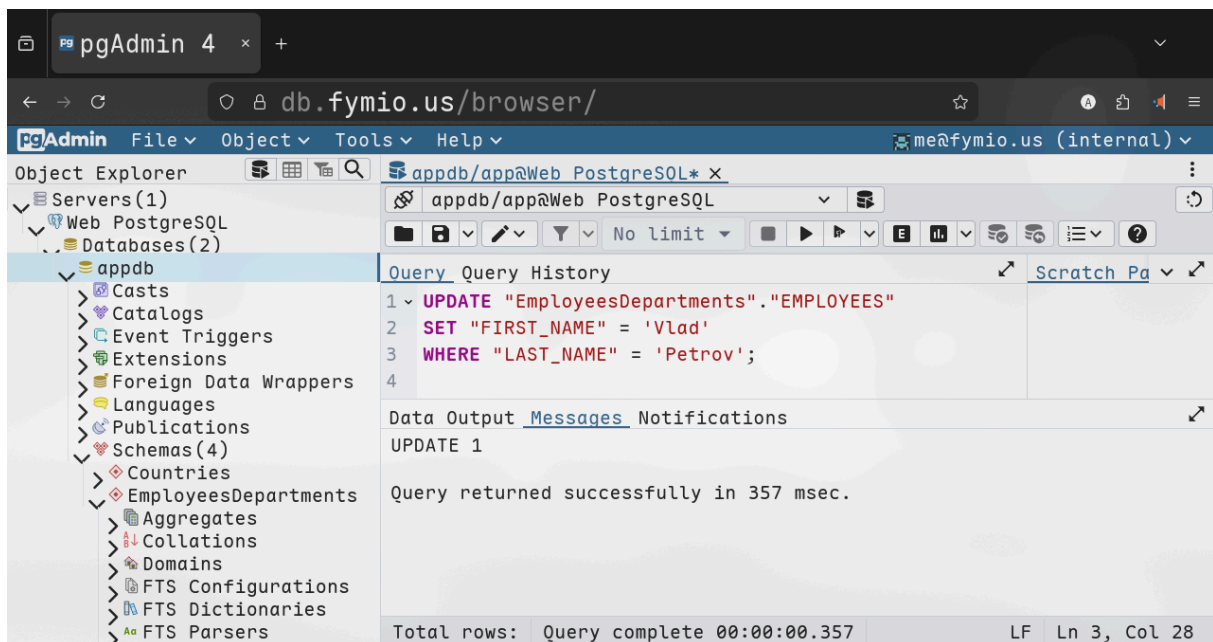 pgAdmin 4
db.fymio.us/browser/
pgAdmin File Object Tools Help me@fymio.us (internal)
Object Explorer
Servers (1)
Web PostgreSQL
Databases (2)
appdb
Casts
Catalogs
Event Triggers
Extensions
Foreign Data Wrappers
Languages
Publications
Schemas (4)
Countries
EmployeesDepartments
Aggregates
Collations
Domains
FTS Configurations
FTS Dictionaries
FTS Parsers
appdb/app@Web PostgreSQL*
appdb/app@Web PostgreSQL
No limit
Query Query History Scratch Pa
1 UPDATE "EmployeesDepartments"."EMPLOYEES"
2 SET "FIRST_NAME" = 'Vlad'
3 WHERE "LAST_NAME" = 'Petrov';
4
Data Output Messages Notifications
UPDATE 1
Query returned successfully in 357 msec.
Total rows: Query complete 00:00:00.357 LF Ln 3, Col 28